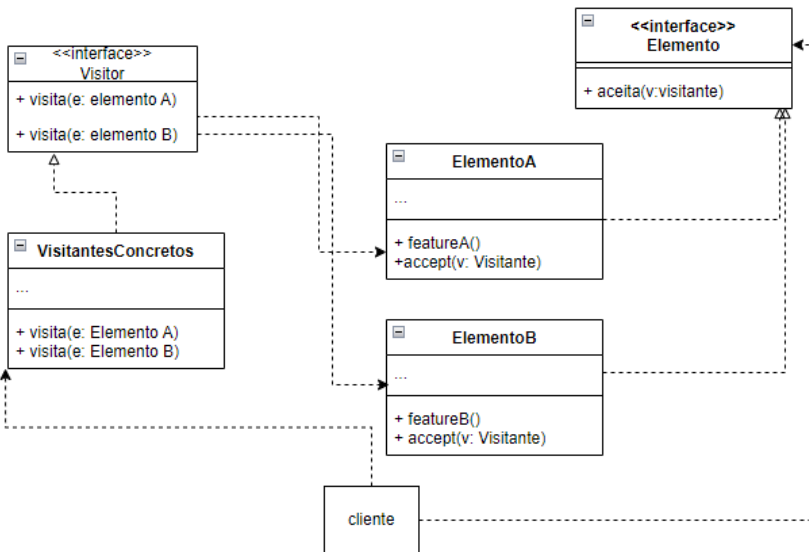 <<interface>>
Visitor
+ visita(e: elemento A)
+ visita(e: elemento B)
<<interface>>
Elemento
+ aceita(v:visitante)
ElementoA
...
+ featureA()
+accept(v: Visitante)
VisitantesConcretos
...
+ visita(e: Elemento A)
+ visita(e: Elemento B)
ElementoB
...
+ featureB()
+ accept(v: Visitante)
cliente